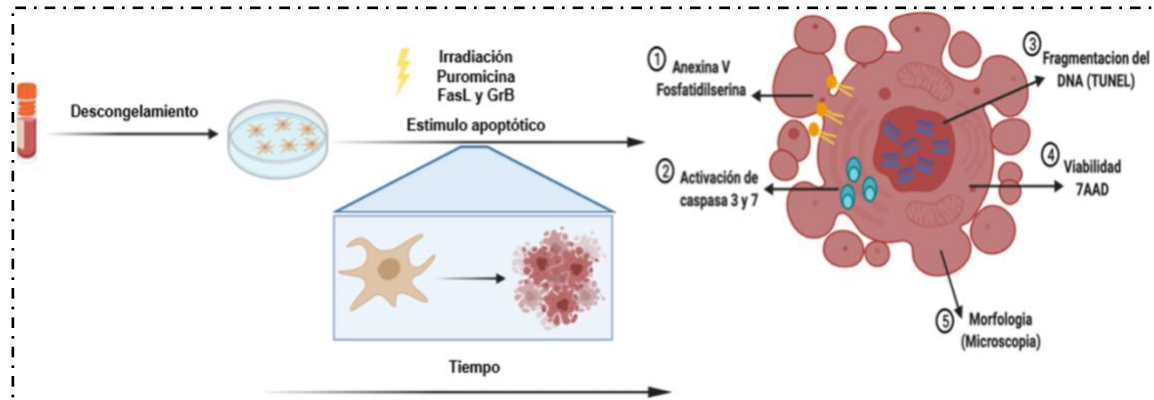 Descongelamiento
Irradiación
Puromicina
FasL y GrB
Estimulo apoptótico
Tiempo
① Anexina V
Fosfatidilserina
② Activación de
caspasa 3 y 7
③ Fragmentacion del
DNA (TUNEL)
④ Viabilidad
7AAD
⑤ Morfologia
(Microscopia)